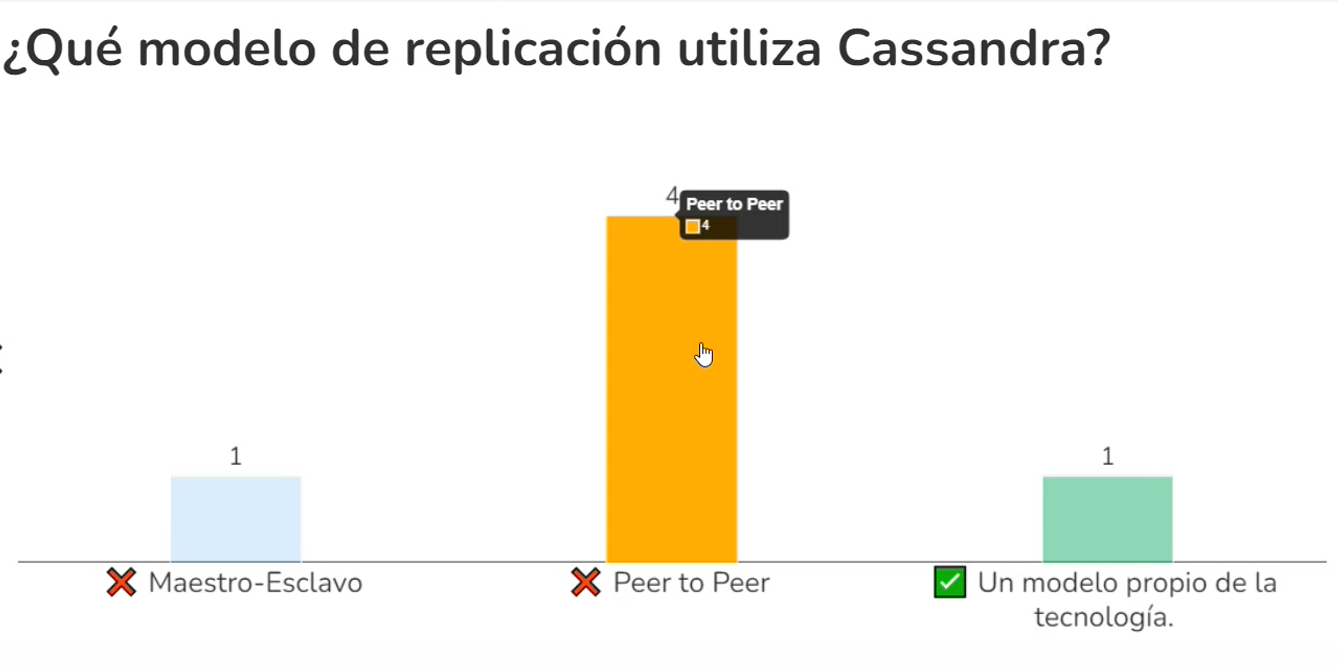 ¿Qué modelo de replicación utiliza Cassandra?
4
Peer to Peer
4
1
1
Maestro-Esclavo
Peer to Peer
Un modelo propio de la
tecnología.